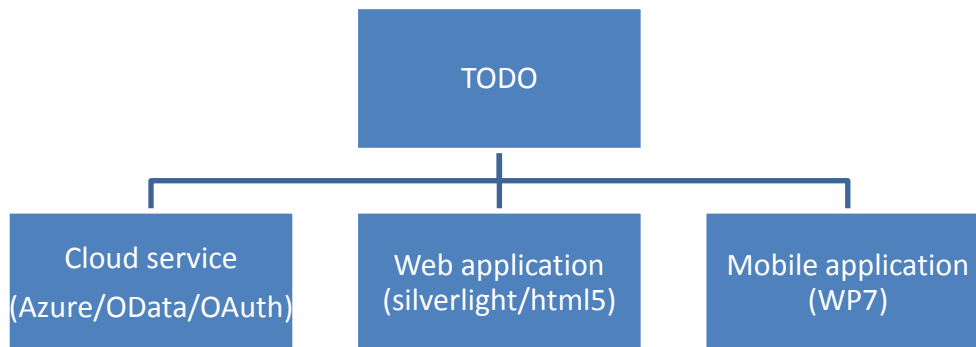 TODO
Cloud service
(Azure/OData/OAuth)
Web application
(silverlight/html5)
Mobile application
(WP7)